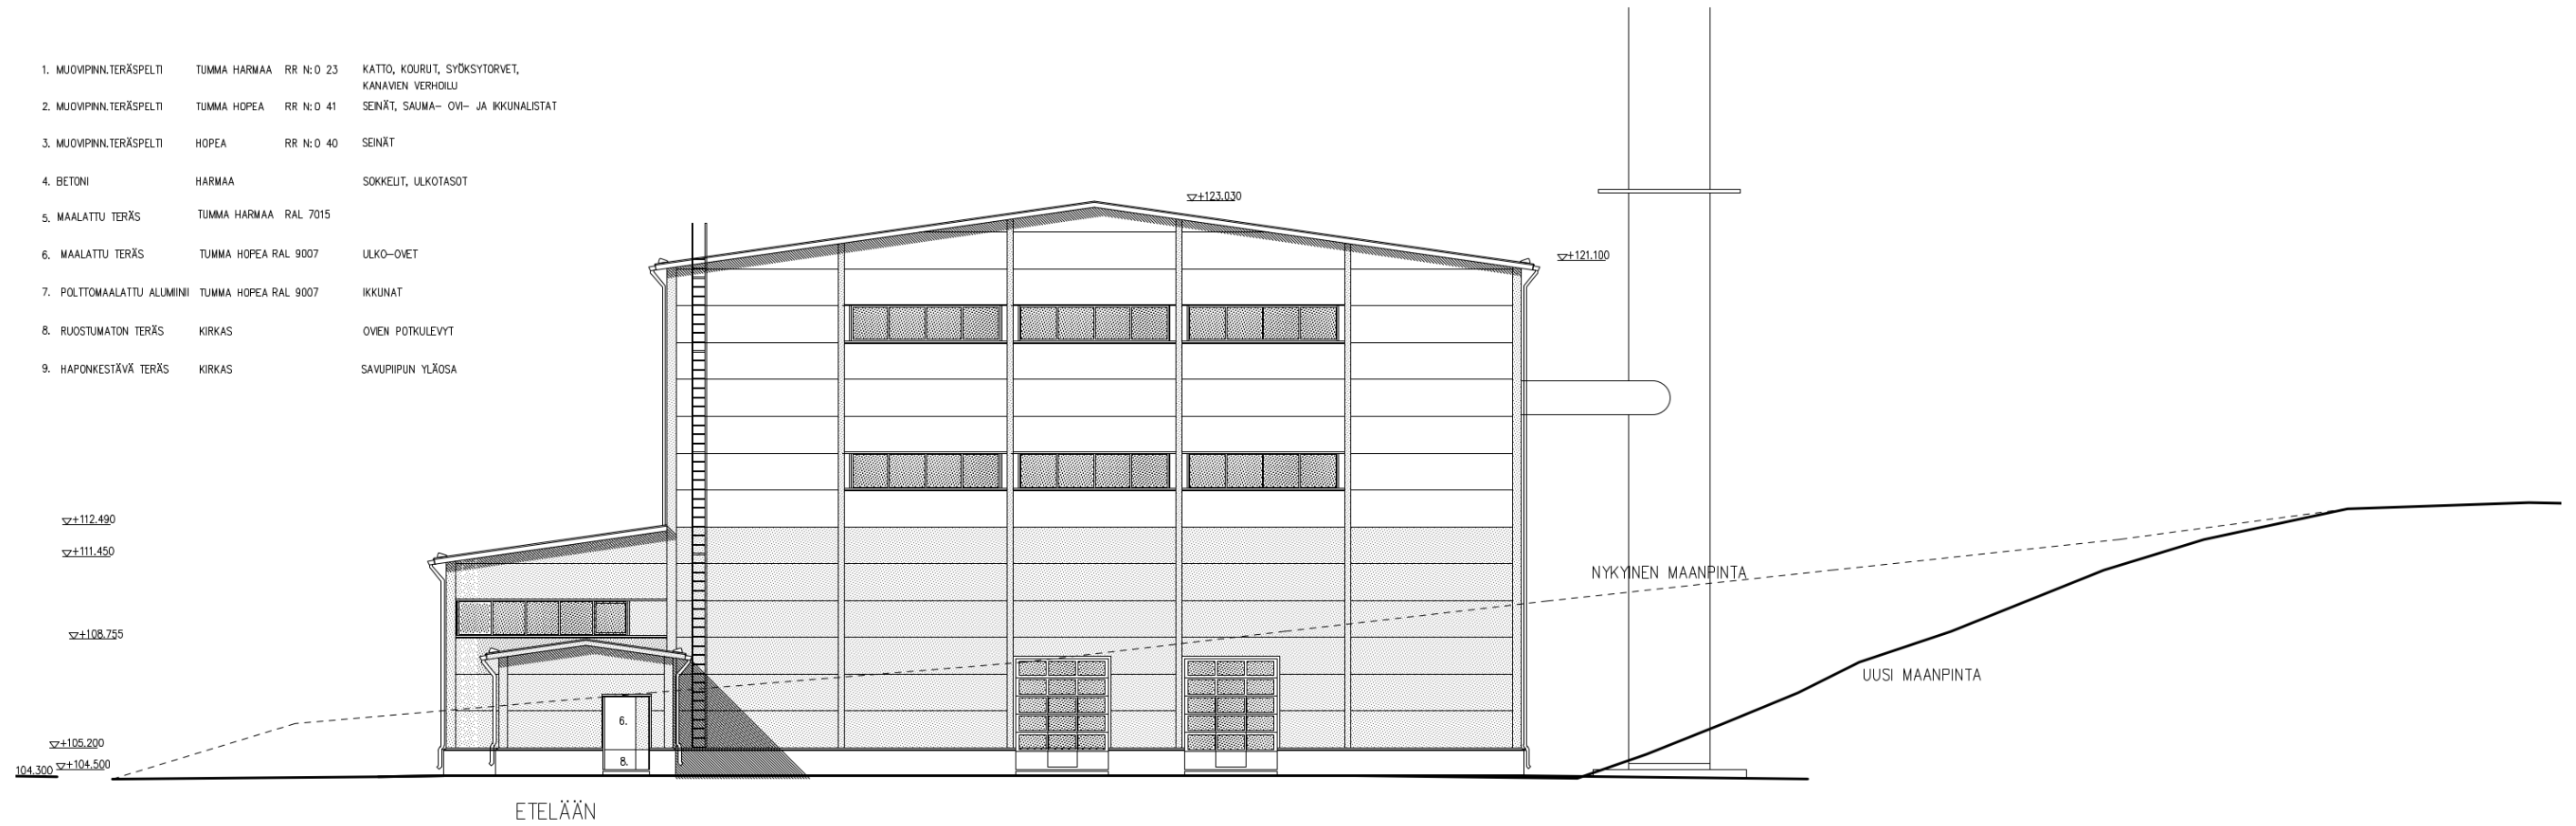 1. MUOVIPINN.TERÄSPELTI TUMMA HARMAA RR N:O 23 KATTO, KOURUT, SYÖKSYTORVET,
KANAVIEN VERHOILU
2. MUOVIPINN.TERÄSPELTI TUMMA HOPEA RR N:O 41 SEINÄT, SAUMA- OVI- JA IKKUNALISTAT
3. MUOVIPINN.TERÄSPELTI HOPEA RR N:O 40 SEINÄT
4. BETONI HARMAA SOKKELIT, ULKOTASOT
5. MAALATTU TERÄS TUMMA HARMAA RAL 7015
6. MAALATTU TERÄS TUMMA HOPEA RAL 9007 ULKO-OVET
7. POLTTOMAALATTU ALUMIINII TUMMA HOPEA RAL 9007 IKKUNAT
8. RUOSTUMATON TERÄS KIRKAS OVIEN POTKULEVYT
9. HAPONKESTÄVÄ TERÄS KIRKAS SAVUPIIPUN YLÄOSA
+123.030
+121.100
+112.490
+111.450
NYKYINEN MAANPINTA
+108.755
UUSI MAANPINTA
6.
+105.200
8.
104.300 +104.500
ETELÄÄN